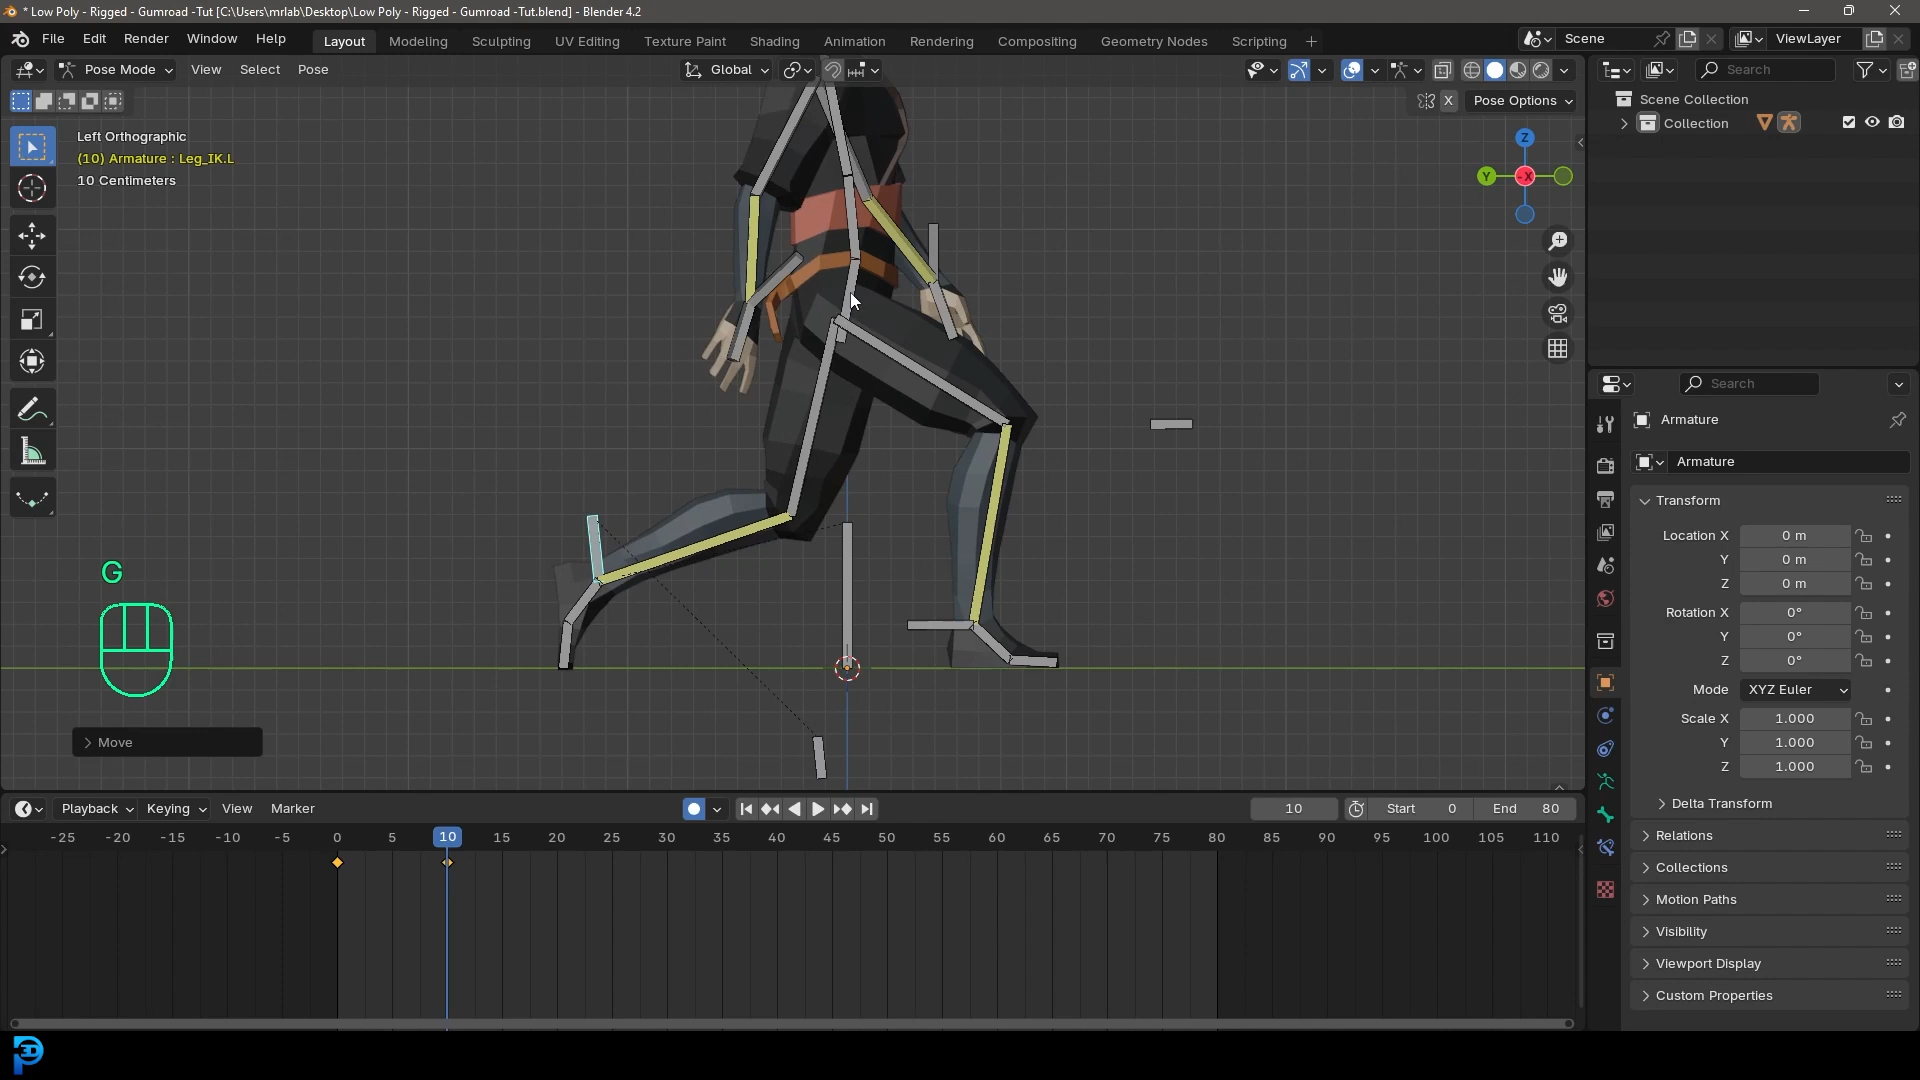 * Low Poly - Rigged - Gumroad -Tut [C:\Users\mrlab\Desktop\Low Poly - Rigged - Gumroad -Tut.blend] - Blender 4.2
File Edit Render Window Help Layout Modeling Sculpting UV Editing Texture Paint Shading Animation Rendering Compositing Geometry Nodes Scripting + Scene ViewLayer
Pose Mode View Select Pose Global Search
X Pose Options
Scene Collection
Collection
Left Orthographic
(10) Armature : Leg_IK.L
10 Centimeters
Z
Y -X
Search
Armature
Armature
Transform
Location X 0 m
Y 0 m
Z 0 m
Rotation X 0°
Y 0°
Z 0°
Mode XYZ Euler
Scale X 1.000
Y 1.000
Z 1.000
Delta Transform
Relations
Collections
Motion Paths
Visibility
Viewport Display
Custom Properties
G
Move
Playback Keying View Marker 10 Start 0 End 80
-25 -20 -15 -10 -5 0 5 10 15 20 25 30 35 40 45 50 55 60 65 70 75 80 85 90 95 100 105 110